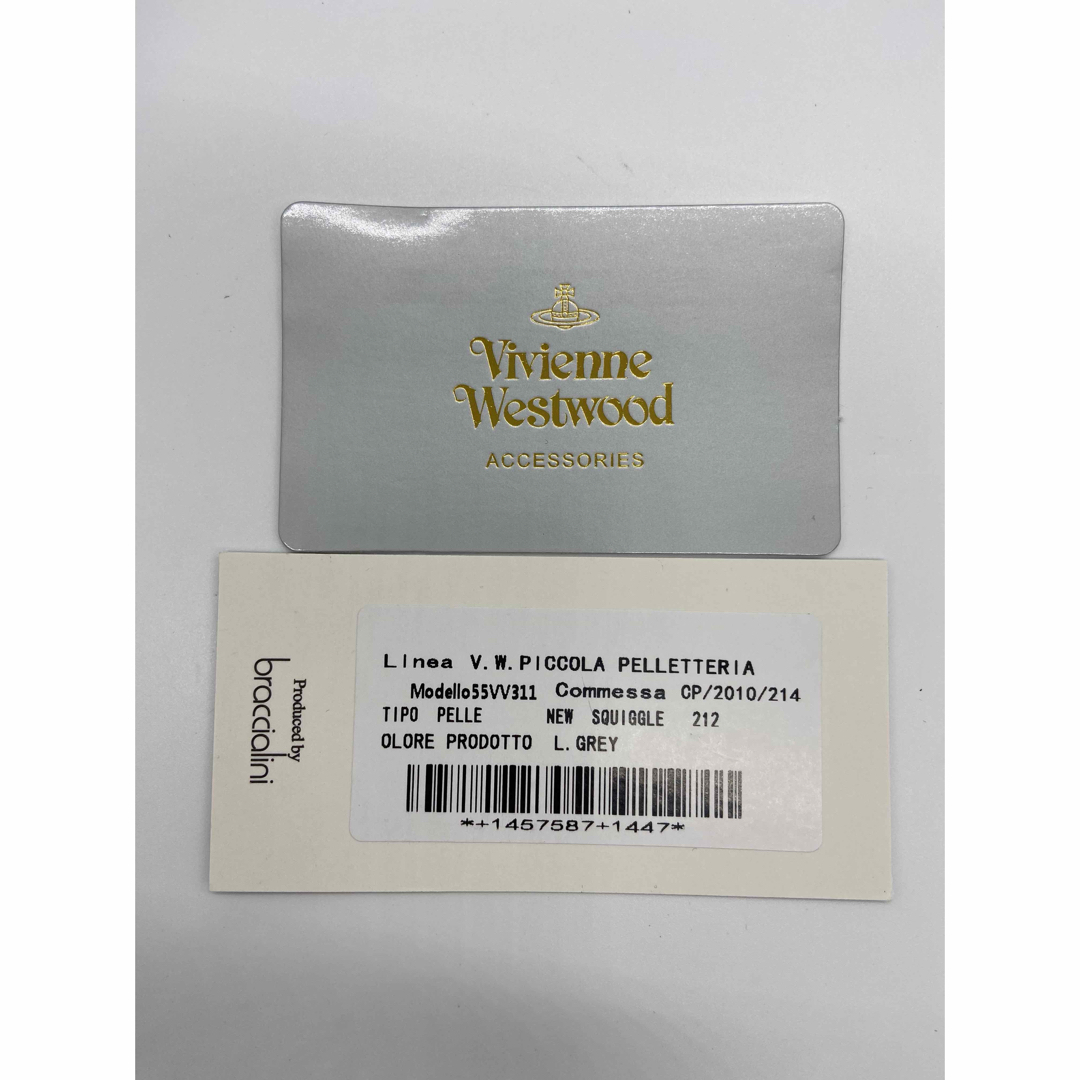 Vivienne
Westwood
ACCESSORIES
Produced by
braccialini
Linea V.W.PICCOLA PELLETTERIA
Modello55VV311 Commessa CP/2010/214
TIPO PELLE NEW SQUIGGLE 212
OLORE PRODOTTO L.GREY
*+1457587+1447*